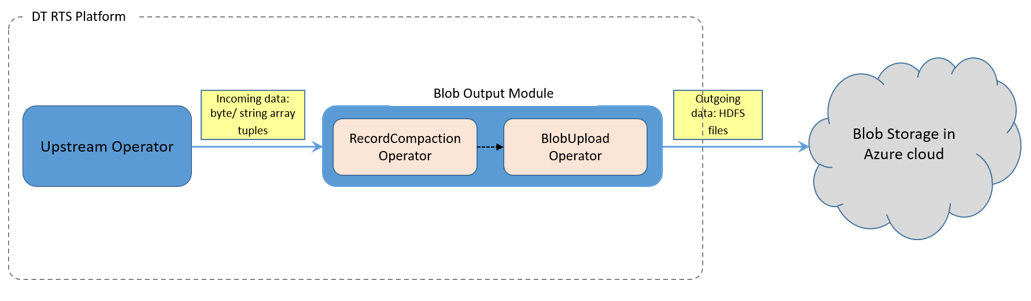 DT RTS Platform
Upstream Operator
Incoming data:
byte/ string array
tuples
Blob Output Module
RecordCompaction
Operator
BlobUpload
Operator
Outgoing
data: HDFS
files
Blob Storage in
Azure cloud